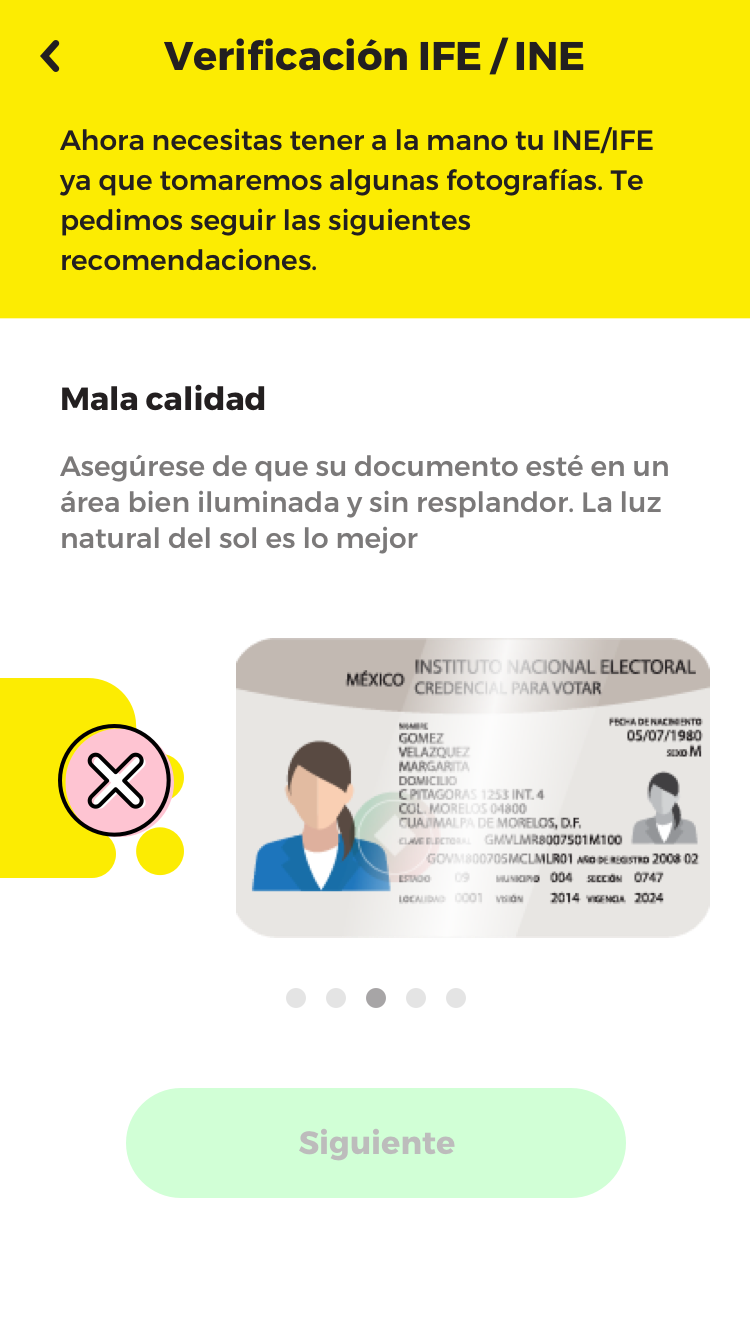 Verificación IFE / INE
Ahora necesitas tener a la mano tu INE/IFE
ya que tomaremos algunas fotografías. Te
pedimos seguir las siguientes
recomendaciones.
Mala calidad
Asegúrese de que su documento esté en un
área bien iluminada y sin resplandor. La luz
natural del sol es lo mejor
MÉXICO INSTITUTO NACIONAL ELECTORAL
CREDENCIAL PARA VOTAR
NOMBRE FECHA DE NACIMIENTO
GOMEZ 05/07/1980
VELAZQUEZ SEXO M
MARGARITA
DOMICILIO
C PITAGORAS 1253 INT. 4
COL. MORELOS 04800
CUAJIMALPA DE MORELOS, D.F.
CLAVE ELECTORAL GMVLMR8007501M100
GOVM800705MCLMLR01 AÑO DE REGISTRO 2008 02
ESTADO 09 MUNICIPIO 004 SECCIÓN 0747
LOCALIDAD 0001 VISIÓN 2014 VIGENCIA 2024
Siguiente